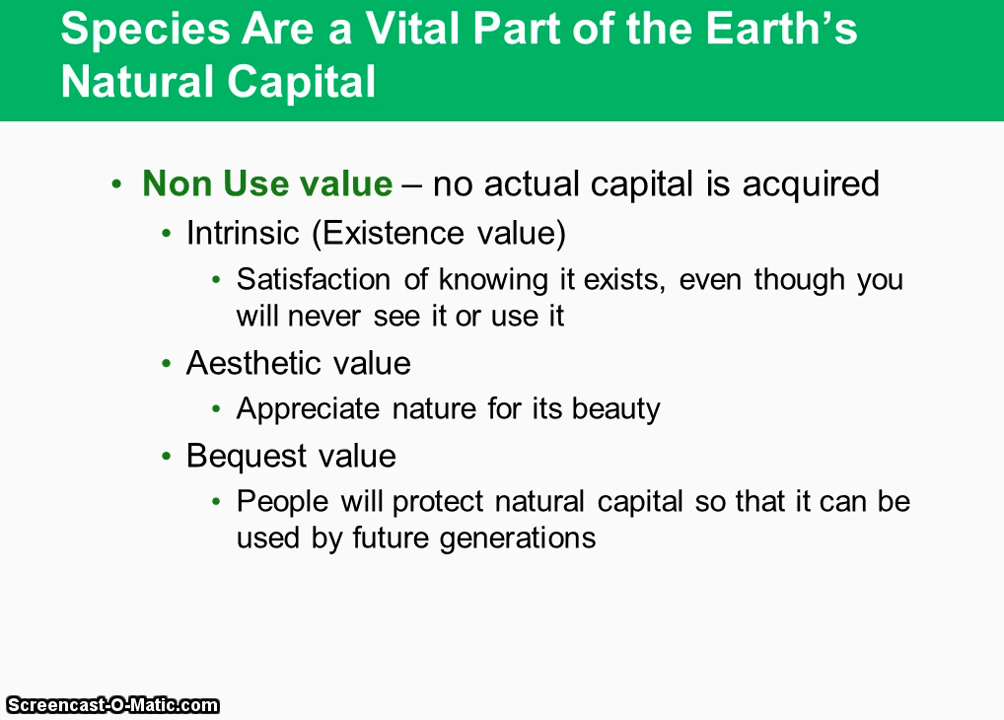 Species Are a Vital Part of the Earth’s
Natural Capital
• Non Use value – no actual capital is acquired
• Intrinsic (Existence value)
• Satisfaction of knowing it exists, even though you
will never see it or use it
• Aesthetic value
• Appreciate nature for its beauty
• Bequest value
• People will protect natural capital so that it can be
used by future generations
Screencast-O-Matic.com